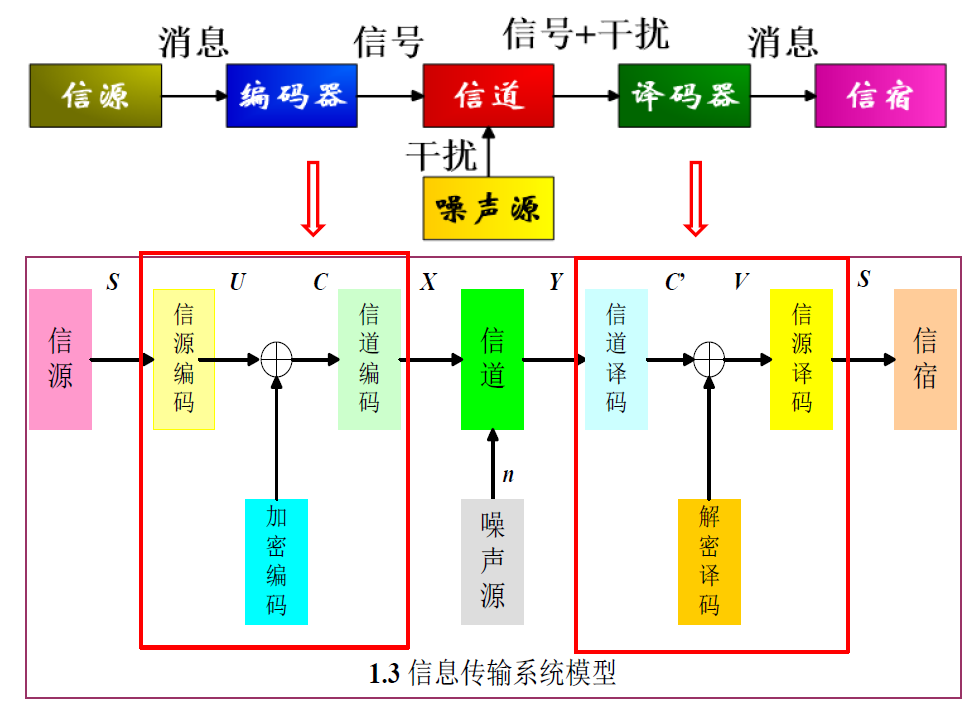 消息
信号
信号+干扰
消息
信源
编码器
信道
译码器
信宿
干扰
噪声源
S
U
C
X
Y
C’
V
S
信源
信源编码
信道编码
信道
信道译码
信源译码
信宿
n
加密编码
噪声源
解密译码
1.3 信息传输系统模型